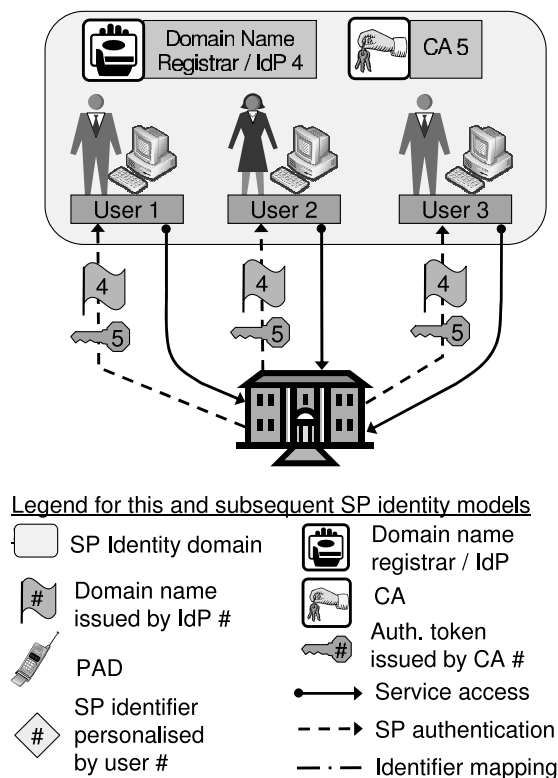 Domain Name
Registrar / IdP 4
CA 5
User 1
User 2
User 3
4
4
4
5
5
5
Legend for this and subsequent SP identity models
SP Identity domain
Domain name
registrar / IdP
#
Domain name
issued by IdP #
CA
#
Auth. token
issued by CA #
PAD
Service access
#
SP identifier
personalised
by user #
SP authentication
Identifier mapping